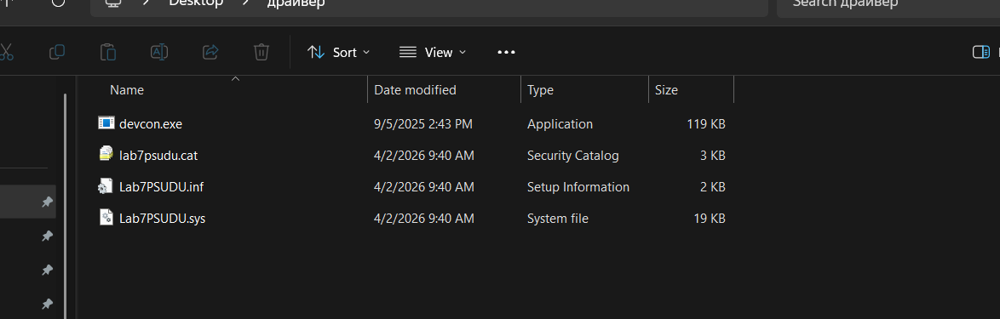 Desktop > драйвер
Search драйвер
Sort View
Name Date modified Type Size
devcon.exe 9/5/2025 2:43 PM Application 119 KB
lab7psudu.cat 4/2/2026 9:40 AM Security Catalog 3 KB
Lab7PSUDU.inf 4/2/2026 9:40 AM Setup Information 2 KB
Lab7PSUDU.sys 4/2/2026 9:40 AM System file 19 KB